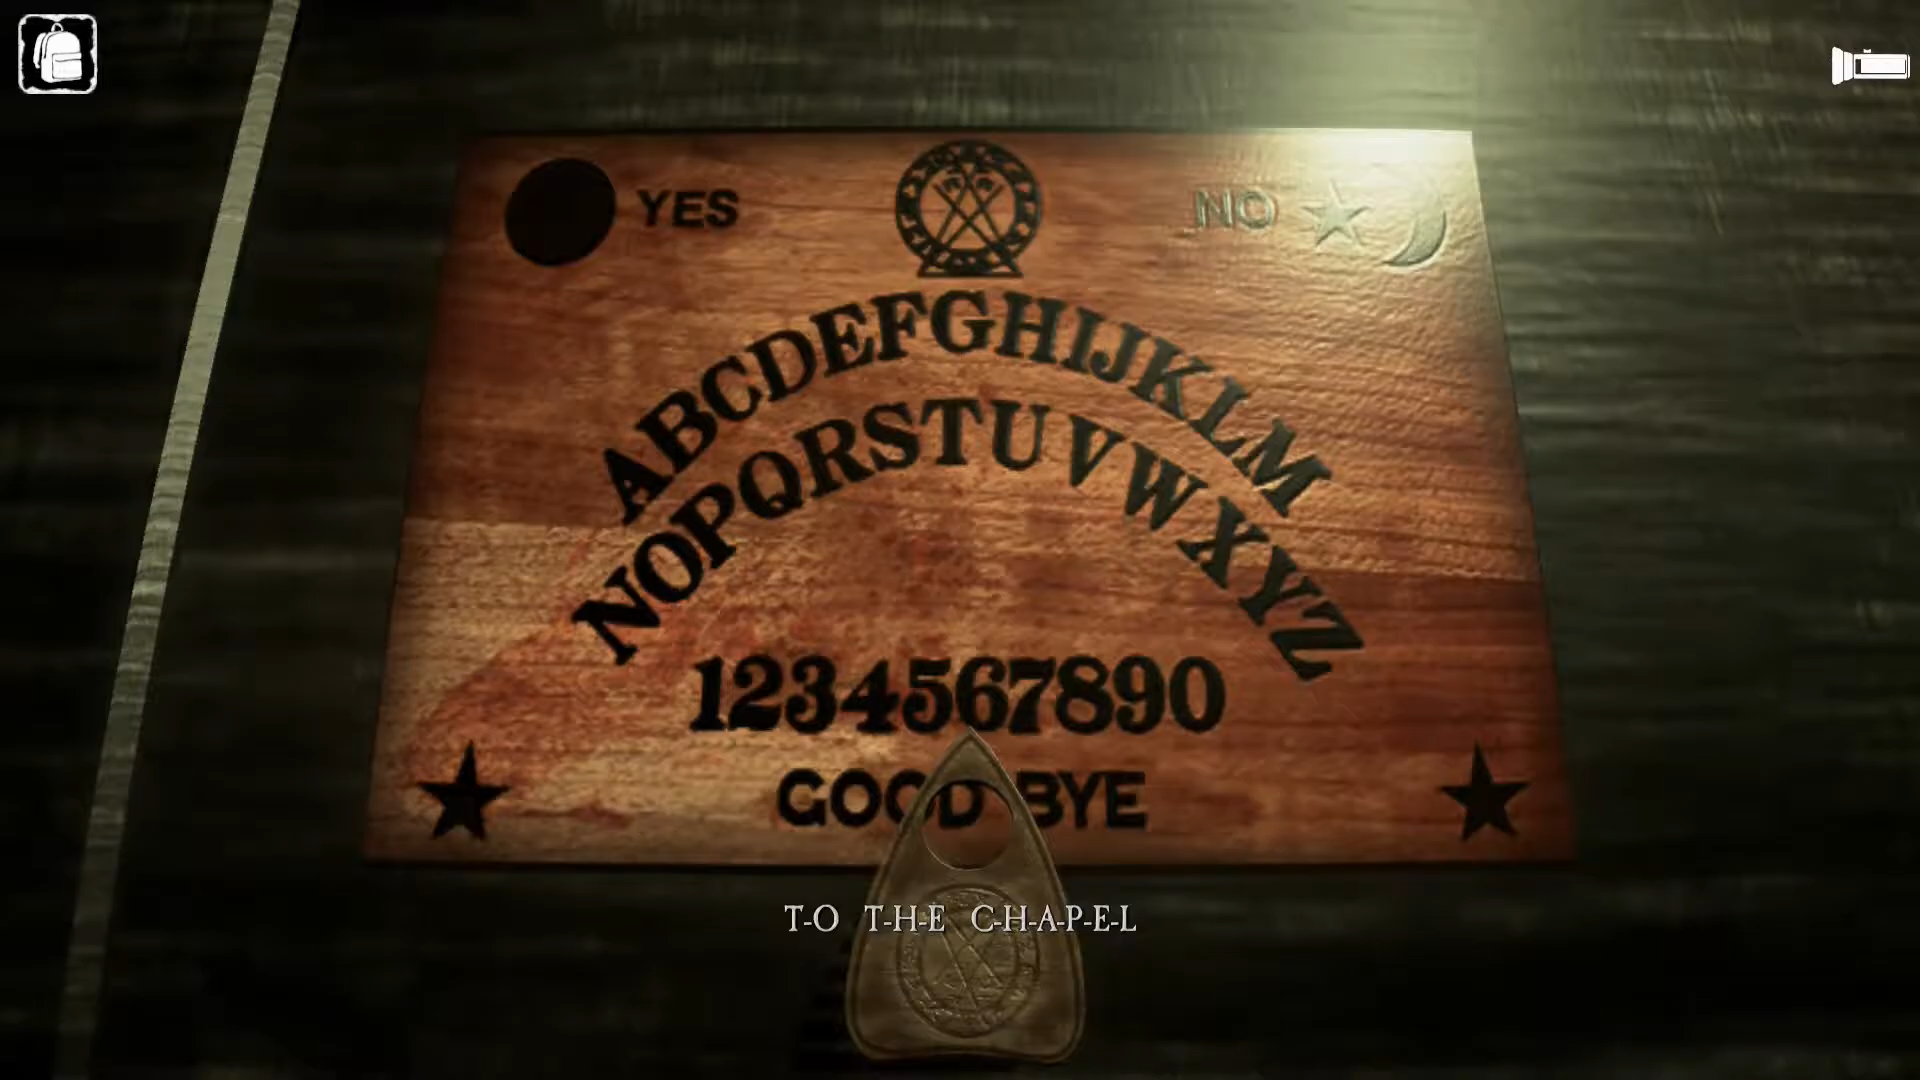 YES
NO
ABCDEFGHIJKLM
NOPQRSTUVWXYZ
1234567890
GOOD BYE
T-O T-H-E C-H-A-P-E-L